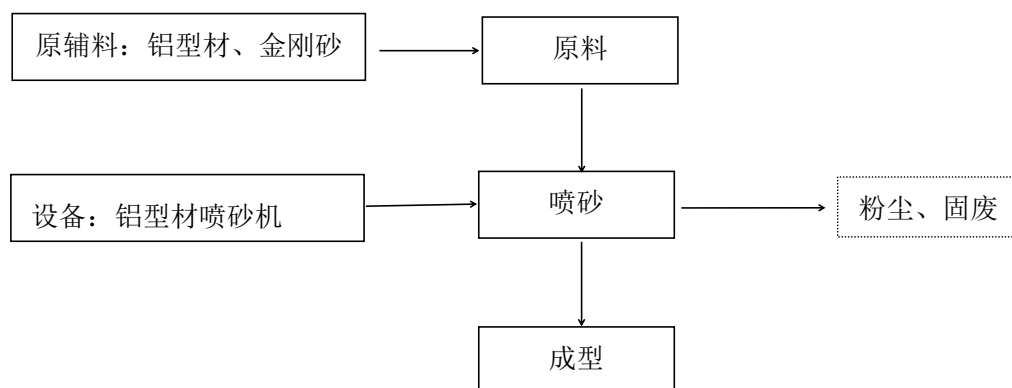 原辅料：铝型材、金刚砂
原料
设备：铝型材喷砂机
喷砂
粉尘、固废
成型